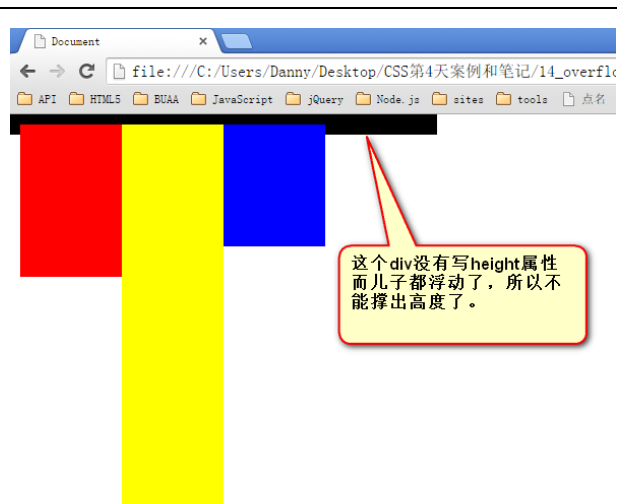 Document ×
file:///C:/Users/Danny/Desktop/CSS第4天案例和笔记/14_overflo
API HTML5 BUAA JavaScript jQuery Node.js sites tools 点名
这个div没有写height属性
而儿子都浮动了，所以不
能撑出高度了。